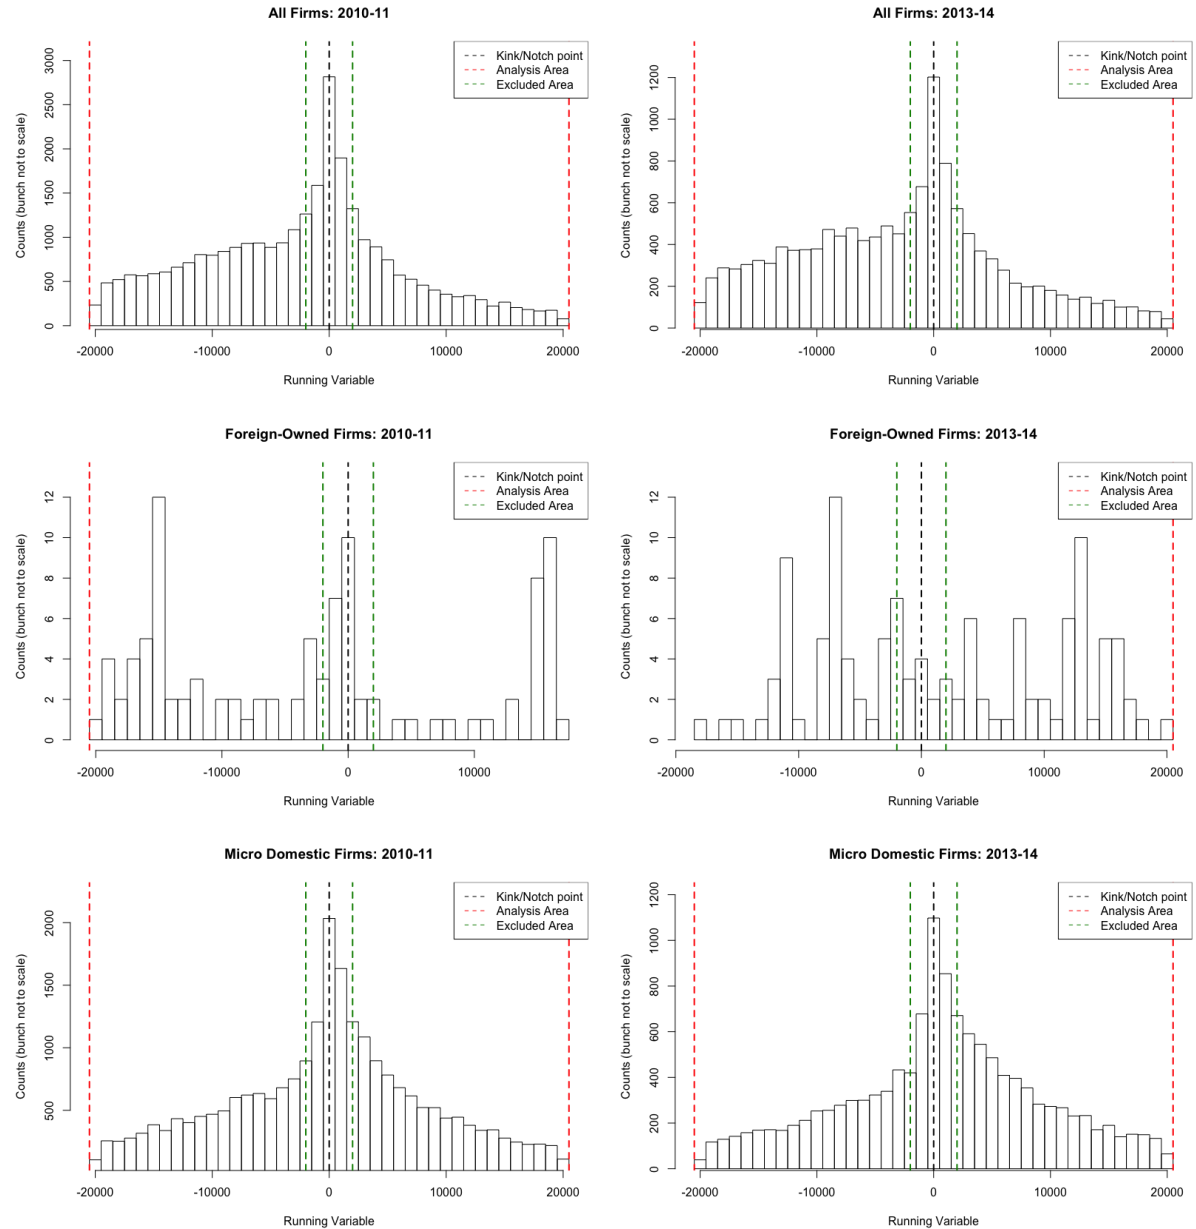 All Firms: 2010-11
Counts (bunch not to scale)
3000
2500
2000
1500
1000
500
0
Kink/Notch point
Analysis Area
Excluded Area
-20000 -10000 0 10000 20000
Running Variable
All Firms: 2013-14
Counts (bunch not to scale)
1200
1000
800
600
400
200
0
Kink/Notch point
Analysis Area
Excluded Area
-20000 -10000 0 10000 20000
Running Variable
Foreign-Owned Firms: 2010-11
Counts (bunch not to scale)
12
10
8
6
4
2
0
Kink/Notch point
Analysis Area
Excluded Area
-20000 -10000 0 10000
Running Variable
Foreign-Owned Firms: 2013-14
Counts (bunch not to scale)
12
10
8
6
4
2
0
Kink/Notch point
Analysis Area
Excluded Area
-20000 -10000 0 10000 20000
Running Variable
Micro Domestic Firms: 2010-11
Counts (bunch not to scale)
2000
1500
1000
500
Kink/Notch point
Analysis Area
Excluded Area
-20000 -10000 0 10000 20000
Running Variable
Micro Domestic Firms: 2013-14
Counts (bunch not to scale)
1200
1000
800
600
400
200
0
Kink/Notch point
Analysis Area
Excluded Area
-20000 -10000 0 10000 20000
Running Variable